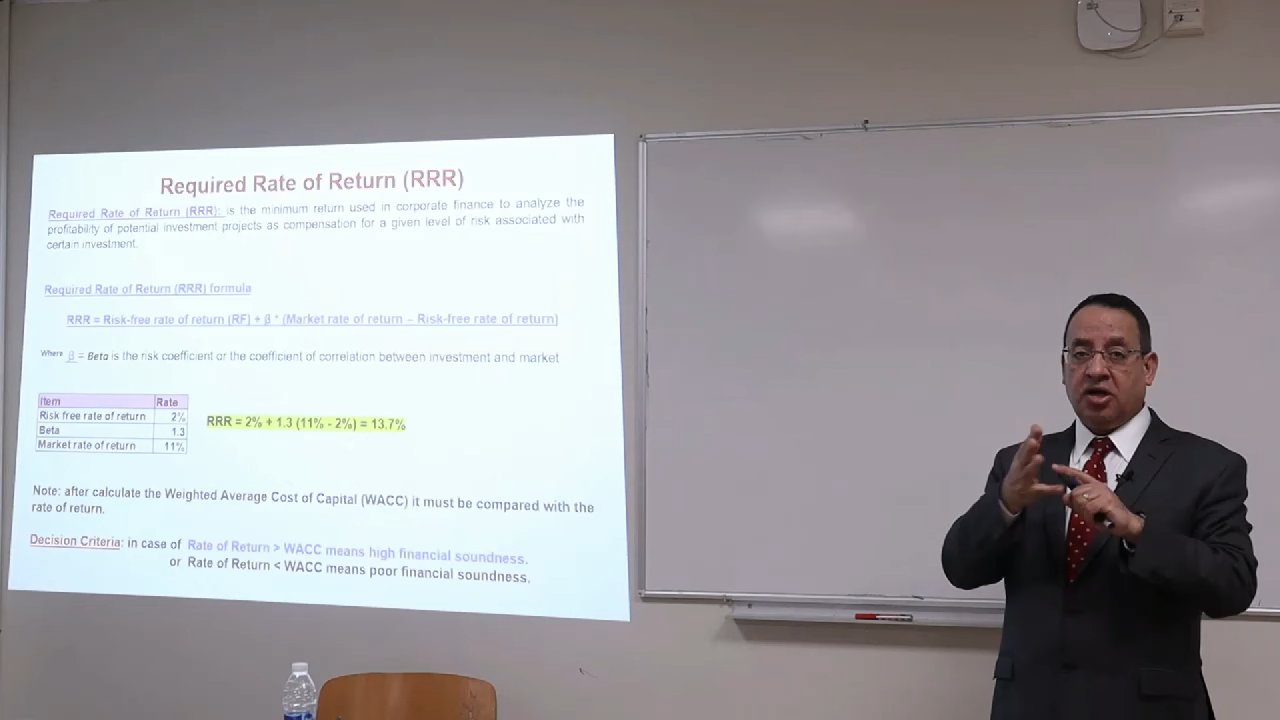 Required Rate of Return (RRR)
Required Rate of Return (RRR): is the minimum return used in corporate finance to analyze the
profitability of potential investment projects as compensation for a given level of risk associated with
certain investment.
Required Rate of Return (RRR) formula
RRR = Risk-free rate of return (RF) + β * (Market rate of return – Risk-free rate of return)
Where β = Beta is the risk coefficient or the coefficient of correlation between investment and market
Item Rate
Risk free rate of return 2%
Beta 1.3
Market rate of return 11%
RRR = 2% + 1.3 (11% - 2%) = 13.7%
Note: after calculate the Weighted Average Cost of Capital (WACC) it must be compared with the
rate of return.
Decision Criteria: in case of Rate of Return > WACC means high financial soundness.
or Rate of Return < WACC means poor financial soundness.